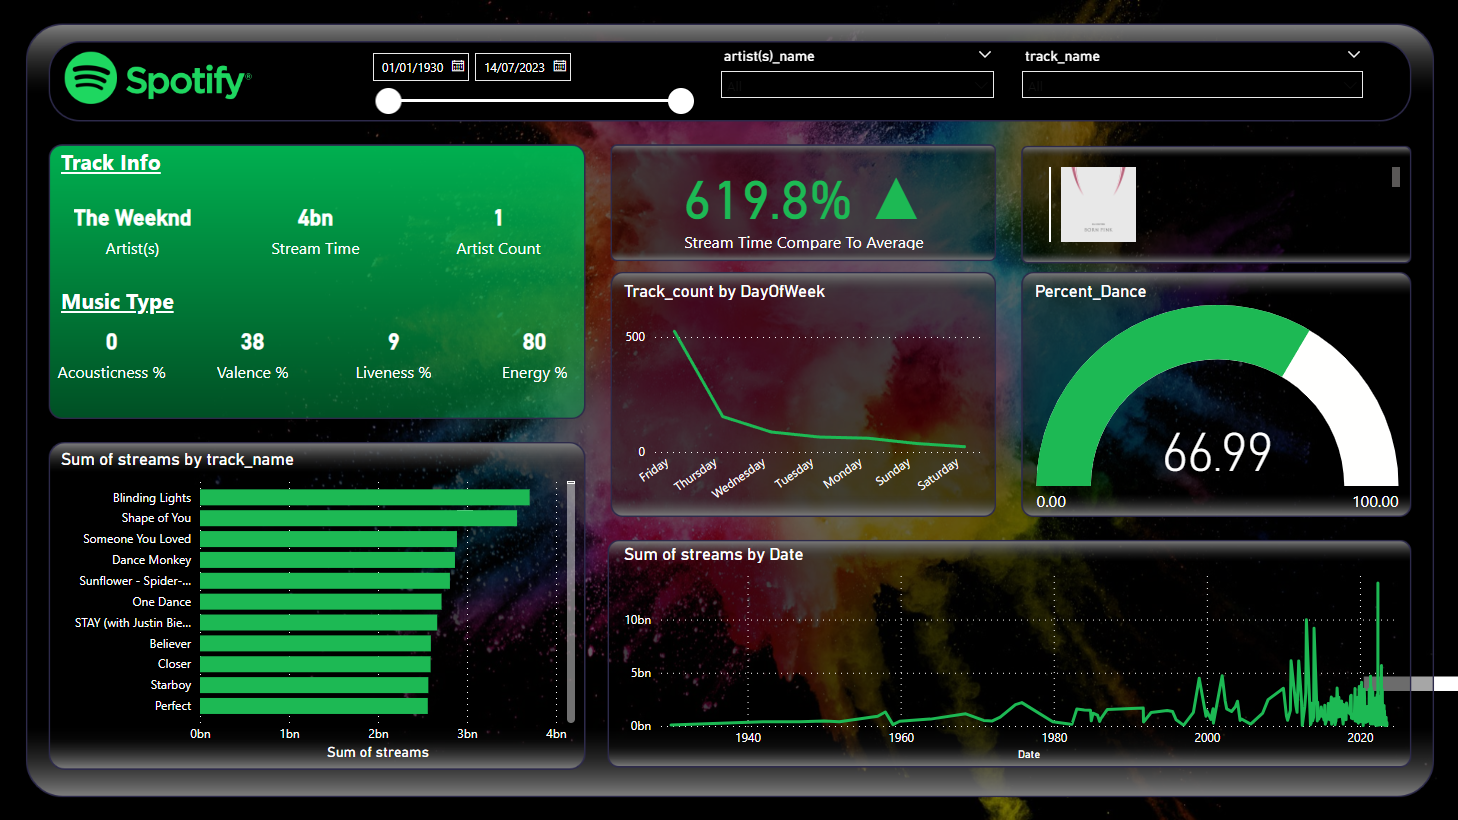 Spotify®
01/01/1930 14/07/2023
artist(s)_name
All
track_name
All
Track Info
The Weeknd 4bn 1
Artist(s) Stream Time Artist Count
Music Type
0 38 9 80
Acousticness % Valence % Liveness % Energy %
619.8%
Stream Time Compare To Average
BORN PINK
Track_count by DayOfWeek
500
0
Friday Thursday Wednesday Tuesday Monday Sunday Saturday
Percent_Dance
66.99
0.00 100.00
Sum of streams by track_name
Blinding Lights
Shape of You
Someone You Loved
Dance Monkey
Sunflower - Spider-...
One Dance
STAY (with Justin Bie...
Believer
Closer
Starboy
Perfect
0bn 1bn 2bn 3bn 4bn
Sum of streams
Sum of streams by Date
10bn
5bn
0bn
1940 1960 1980 2000 2020
Date